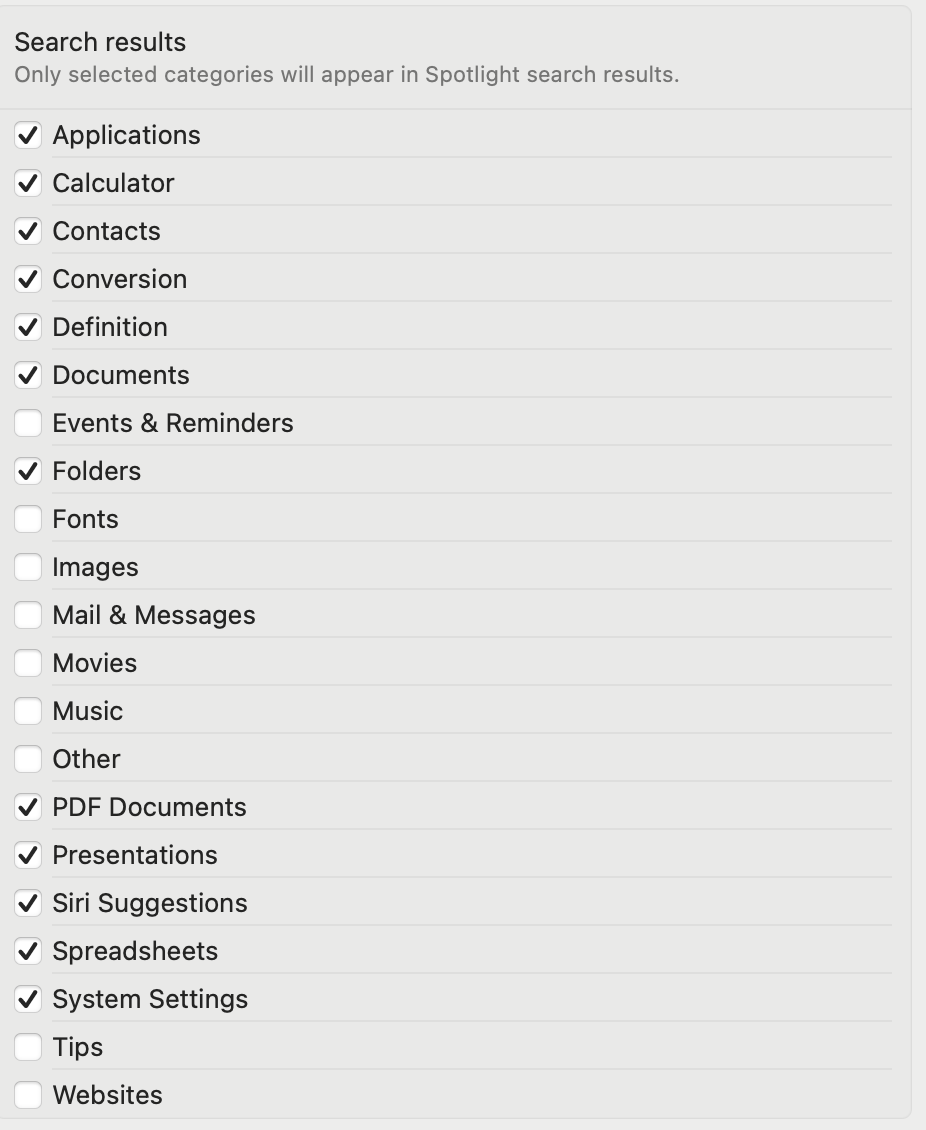 Search results
Only selected categories will appear in Spotlight search results.
Applications
Calculator
Contacts
Conversion
Definition
Documents
Events & Reminders
Folders
Fonts
Images
Mail & Messages
Movies
Music
Other
PDF Documents
Presentations
Siri Suggestions
Spreadsheets
System Settings
Tips
Websites